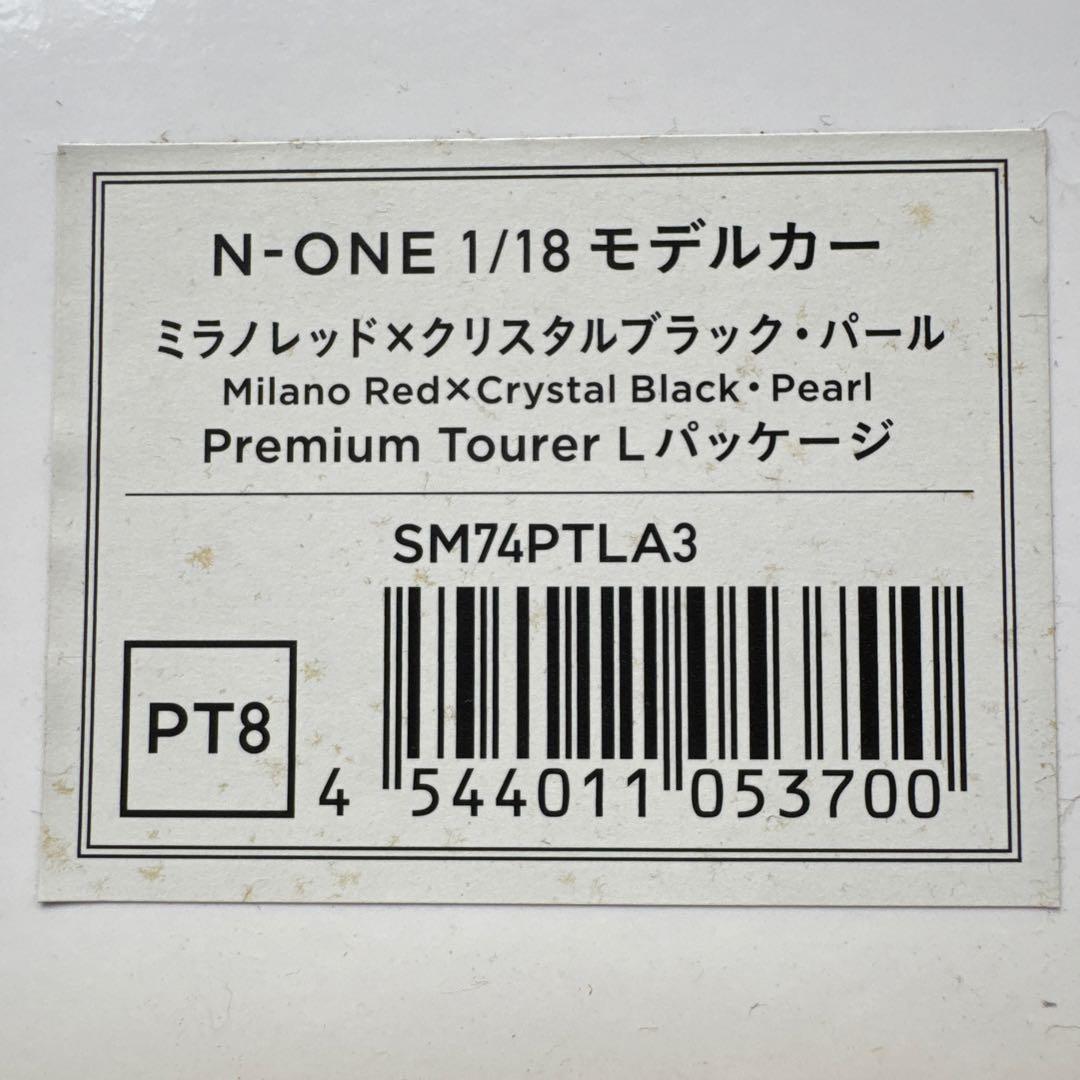 N-ONE 1/18 モデルカー
ミラノレッド×クリスタルブラック・パール
Milano Red×Crystal Black・Pearl
Premium Tourer L パッケージ
SM74PTLA3
PT8
4 544011 053700